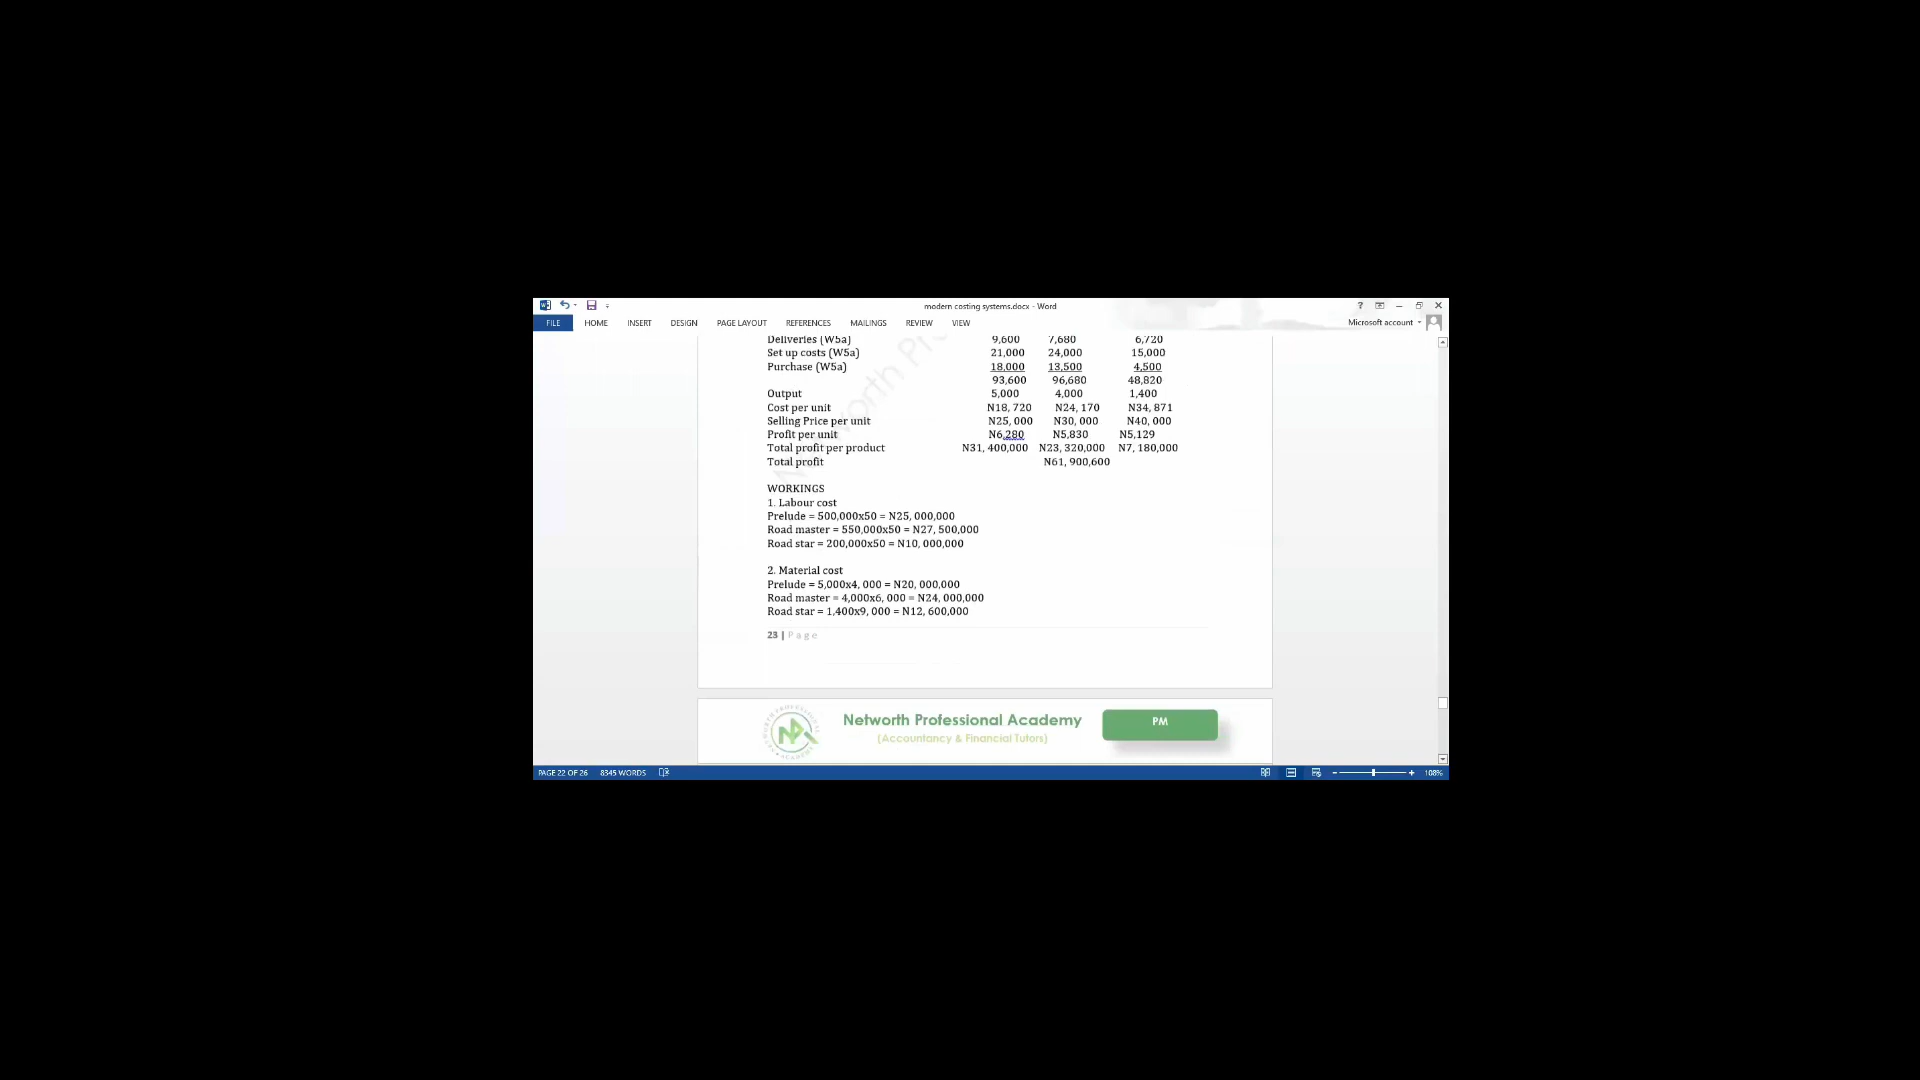 modern costing systems.docx - Word
FILE HOME INSERT DESIGN PAGE LAYOUT REFERENCES MAILINGS REVIEW VIEW Microsoft account
Deliveries (W5a) 9,600 7,680 6,720
Set up costs (W5a) 21,000 24,000 15,000
Purchase (W5a) 18,000 13,500 4,500
93,600 96,680 48,820
Output 5,000 4,000 1,400
Cost per unit N18, 720 N24, 170 N34, 871
Selling Price per unit N25, 000 N30, 000 N40, 000
Profit per unit N6,280 N5,830 N5,129
Total profit per product N31, 400,000 N23, 320,000 N7, 180,000
Total profit N61, 900,600
WORKINGS
1. Labour cost
Prelude = 500,000x50 = N25, 000,000
Road master = 550,000x50 = N27, 500,000
Road star = 200,000x50 = N10, 000,000
2. Material cost
Prelude = 5,000x4, 000 = N20, 000,000
Road master = 4,000x6, 000 = N24, 000,000
Road star = 1,400x9, 000 = N12, 600,000
23 | Page
Networth Professional Academy
(Accountancy & Financial Tutors)
PM
PAGE 22 OF 26 8345 WORDS 108%